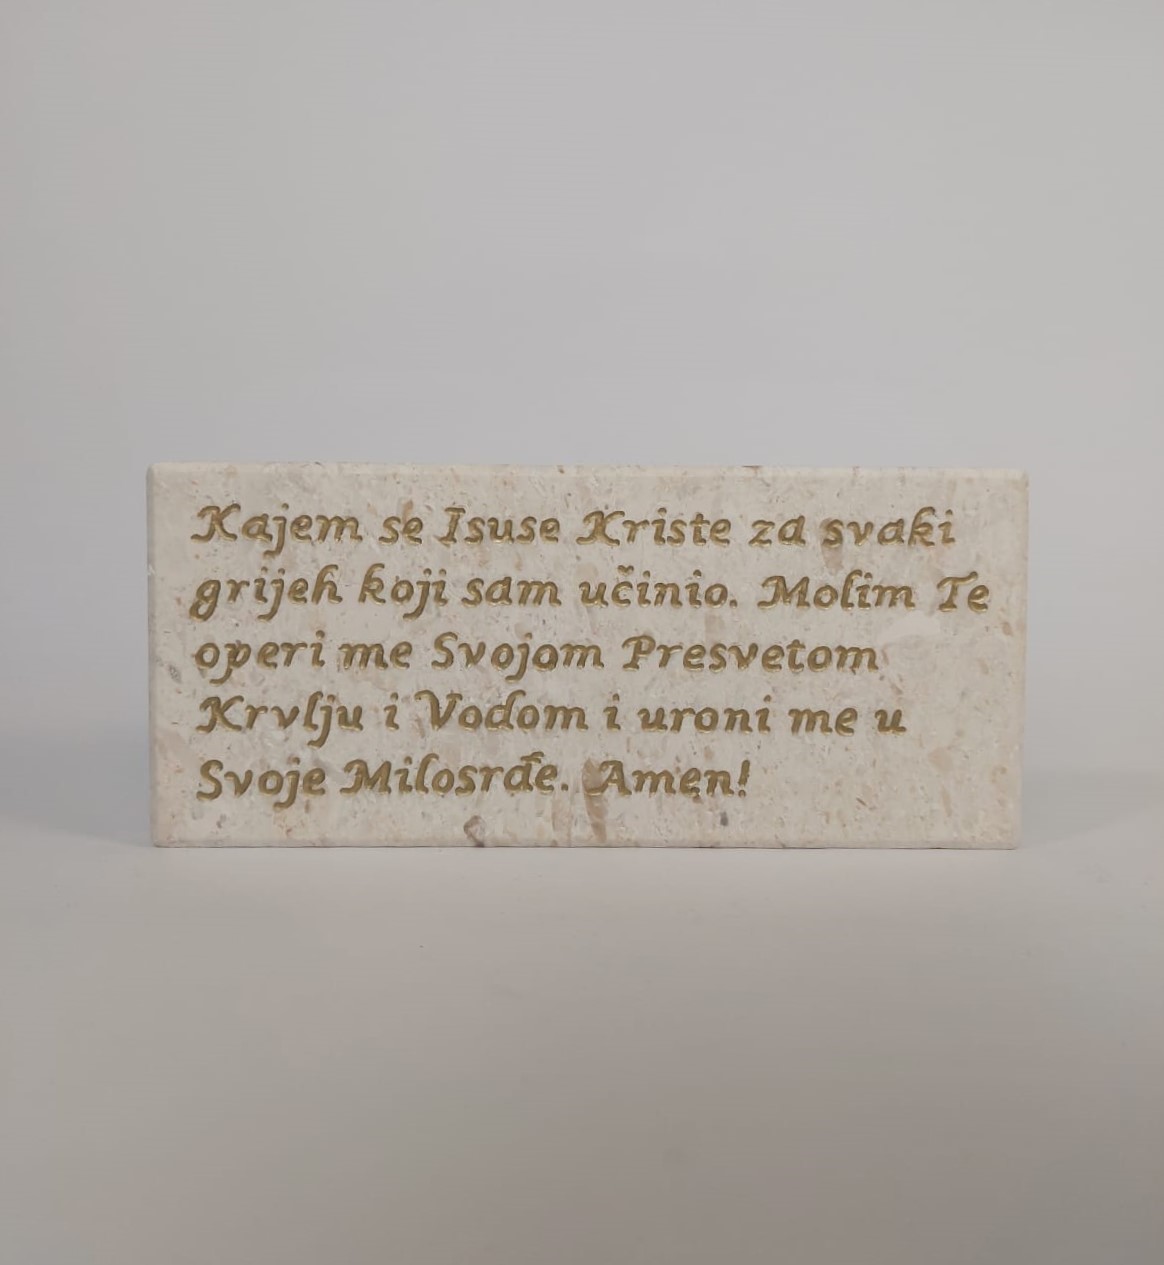 Kajem se Isuse Kriste za svaki
grijeh koji sam učinio. Molim Te
operi me Svojom Presvetom
Krvlju i Vodom i uroni me u
Svoje Milosrđe. Amen!